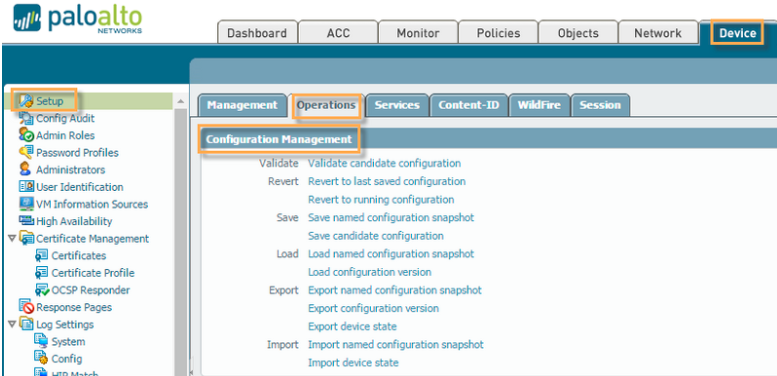 paloalto
NETWORKS
Dashboard ACC Monitor Policies Objects Network Device
Setup
Config Audit
Admin Roles
Password Profiles
Administrators
User Identification
VM Information Sources
High Availability
Certificate Management
Certificates
Certificate Profile
OCSP Responder
Response Pages
Log Settings
System
Config
HIP Match
Management Operations Services Content-ID WildFire Session
Configuration Management
Validate Validate candidate configuration
Revert Revert to last saved configuration
Revert to running configuration
Save Save named configuration snapshot
Save candidate configuration
Load Load named configuration snapshot
Load configuration version
Export Export named configuration snapshot
Export configuration version
Export device state
Import Import named configuration snapshot
Import device state